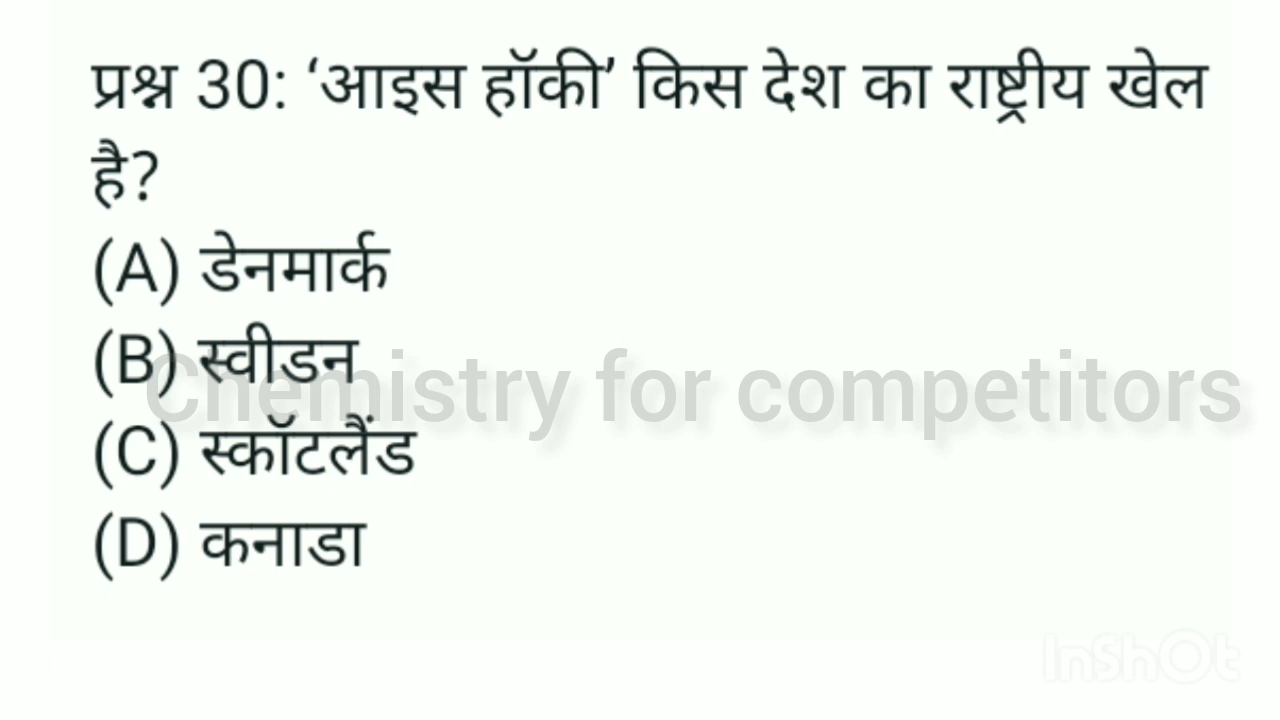 प्रश्न 30: ‘आइस हॉकी’ किस देश का राष्ट्रीय खेल
है?
(A) डेनमार्क
(B) स्वीडन
Chemistry for competitors
(C) स्कॉटलैंड
(D) कनाडा
InShOt